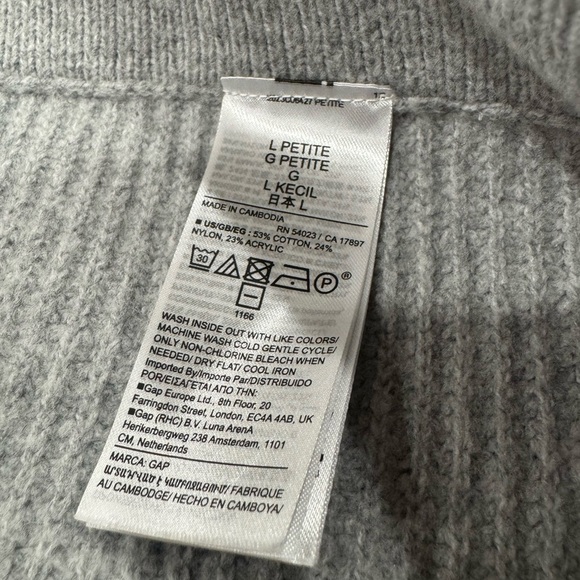 PETITE
L PETITE
G PETITE
G
L KECIL
日本 L
MADE IN CAMBODIA
RN 54023 / CA 17897
■ US/GB/EG : 53% COTTON, 24%
NYLON, 23% ACRYLIC
30 P ®
1166
WASH INSIDE OUT WITH LIKE COLORS/
MACHINE WASH COLD GENTLE CYCLE/
ONLY NON-CHLORINE BLEACH WHEN
NEEDED/ DRY FLAT/ COOL IRON
Imported By/Importe Par/DISTRIBUIDO
POR/ΕΙΣΑΓΕΤΑΙ ΑΠΟ ΤΗΝ:
■Gap Europe Ltd., 8th Floor, 20
Farringdon Street, London, EC4A 4AB, UK
■Gap (RHC) B.V. Luna ArenA
Herikerbergweg 238 Amsterdam, 1101
CM, Netherlands
MARCA: GAP
ԱՐՏԱԴՐՎԱԾ Է ԿԱՄԲՈՋԱՅՈՒՄ/ FABRIQUE
AU CAMBODGE/ HECHO EN CAMBOYA/